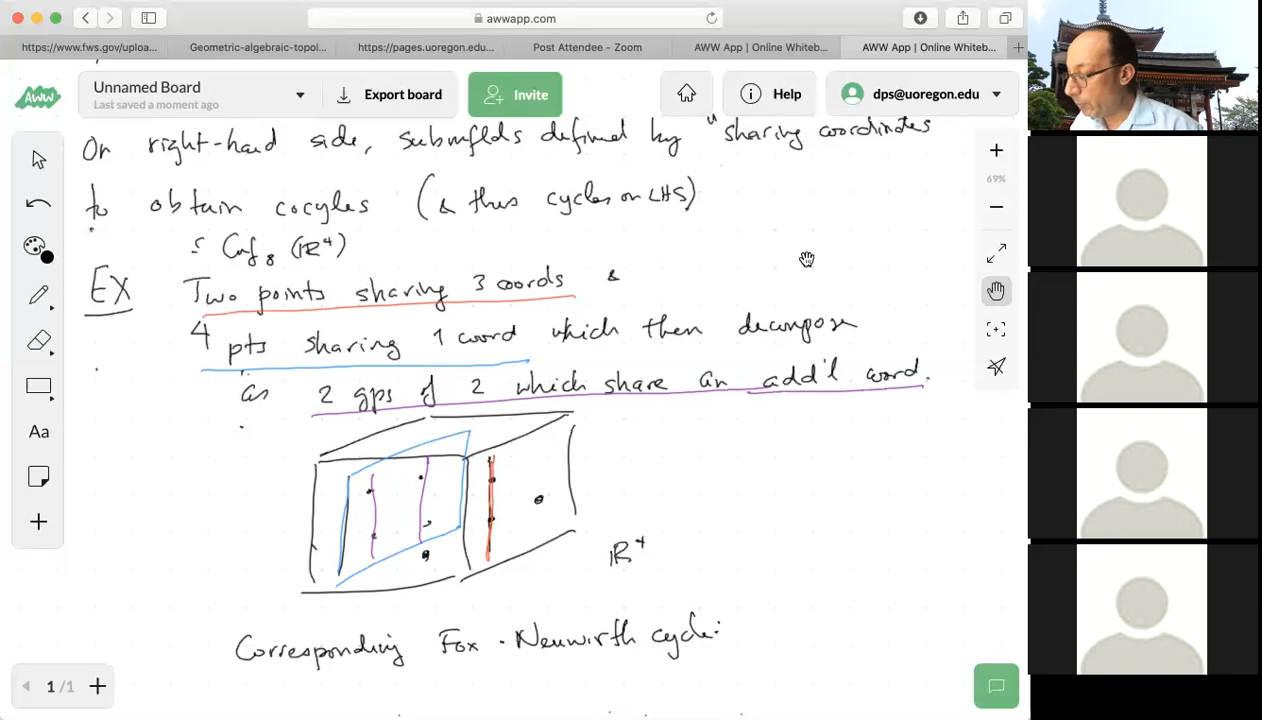 awwapp.com
https://www.fws.gov/uploa...
Geometric-algebraic-topol...
https://pages.uoregon.edu...
Post Attendee - Zoom
AWW App | Online Whiteb...
AWW App | Online Whiteb...
AWW
Unnamed Board
Last saved a moment ago
Export board
Invite
Help
dps@uoregon.edu
69%
On right-hand side, submflds defined by "sharing coordinates
to obtain cocyles (& thus cycles on LHS)
Conf₈ (ℝ⁴)
Ex Two points sharing 3 coords &
4 pts sharing 1 coord which then decompose
as 2 gps of 2 which share an add'l coord.
ℝ⁴
Corresponding Fox-Neuwirth cycle:
Aa
1 /1